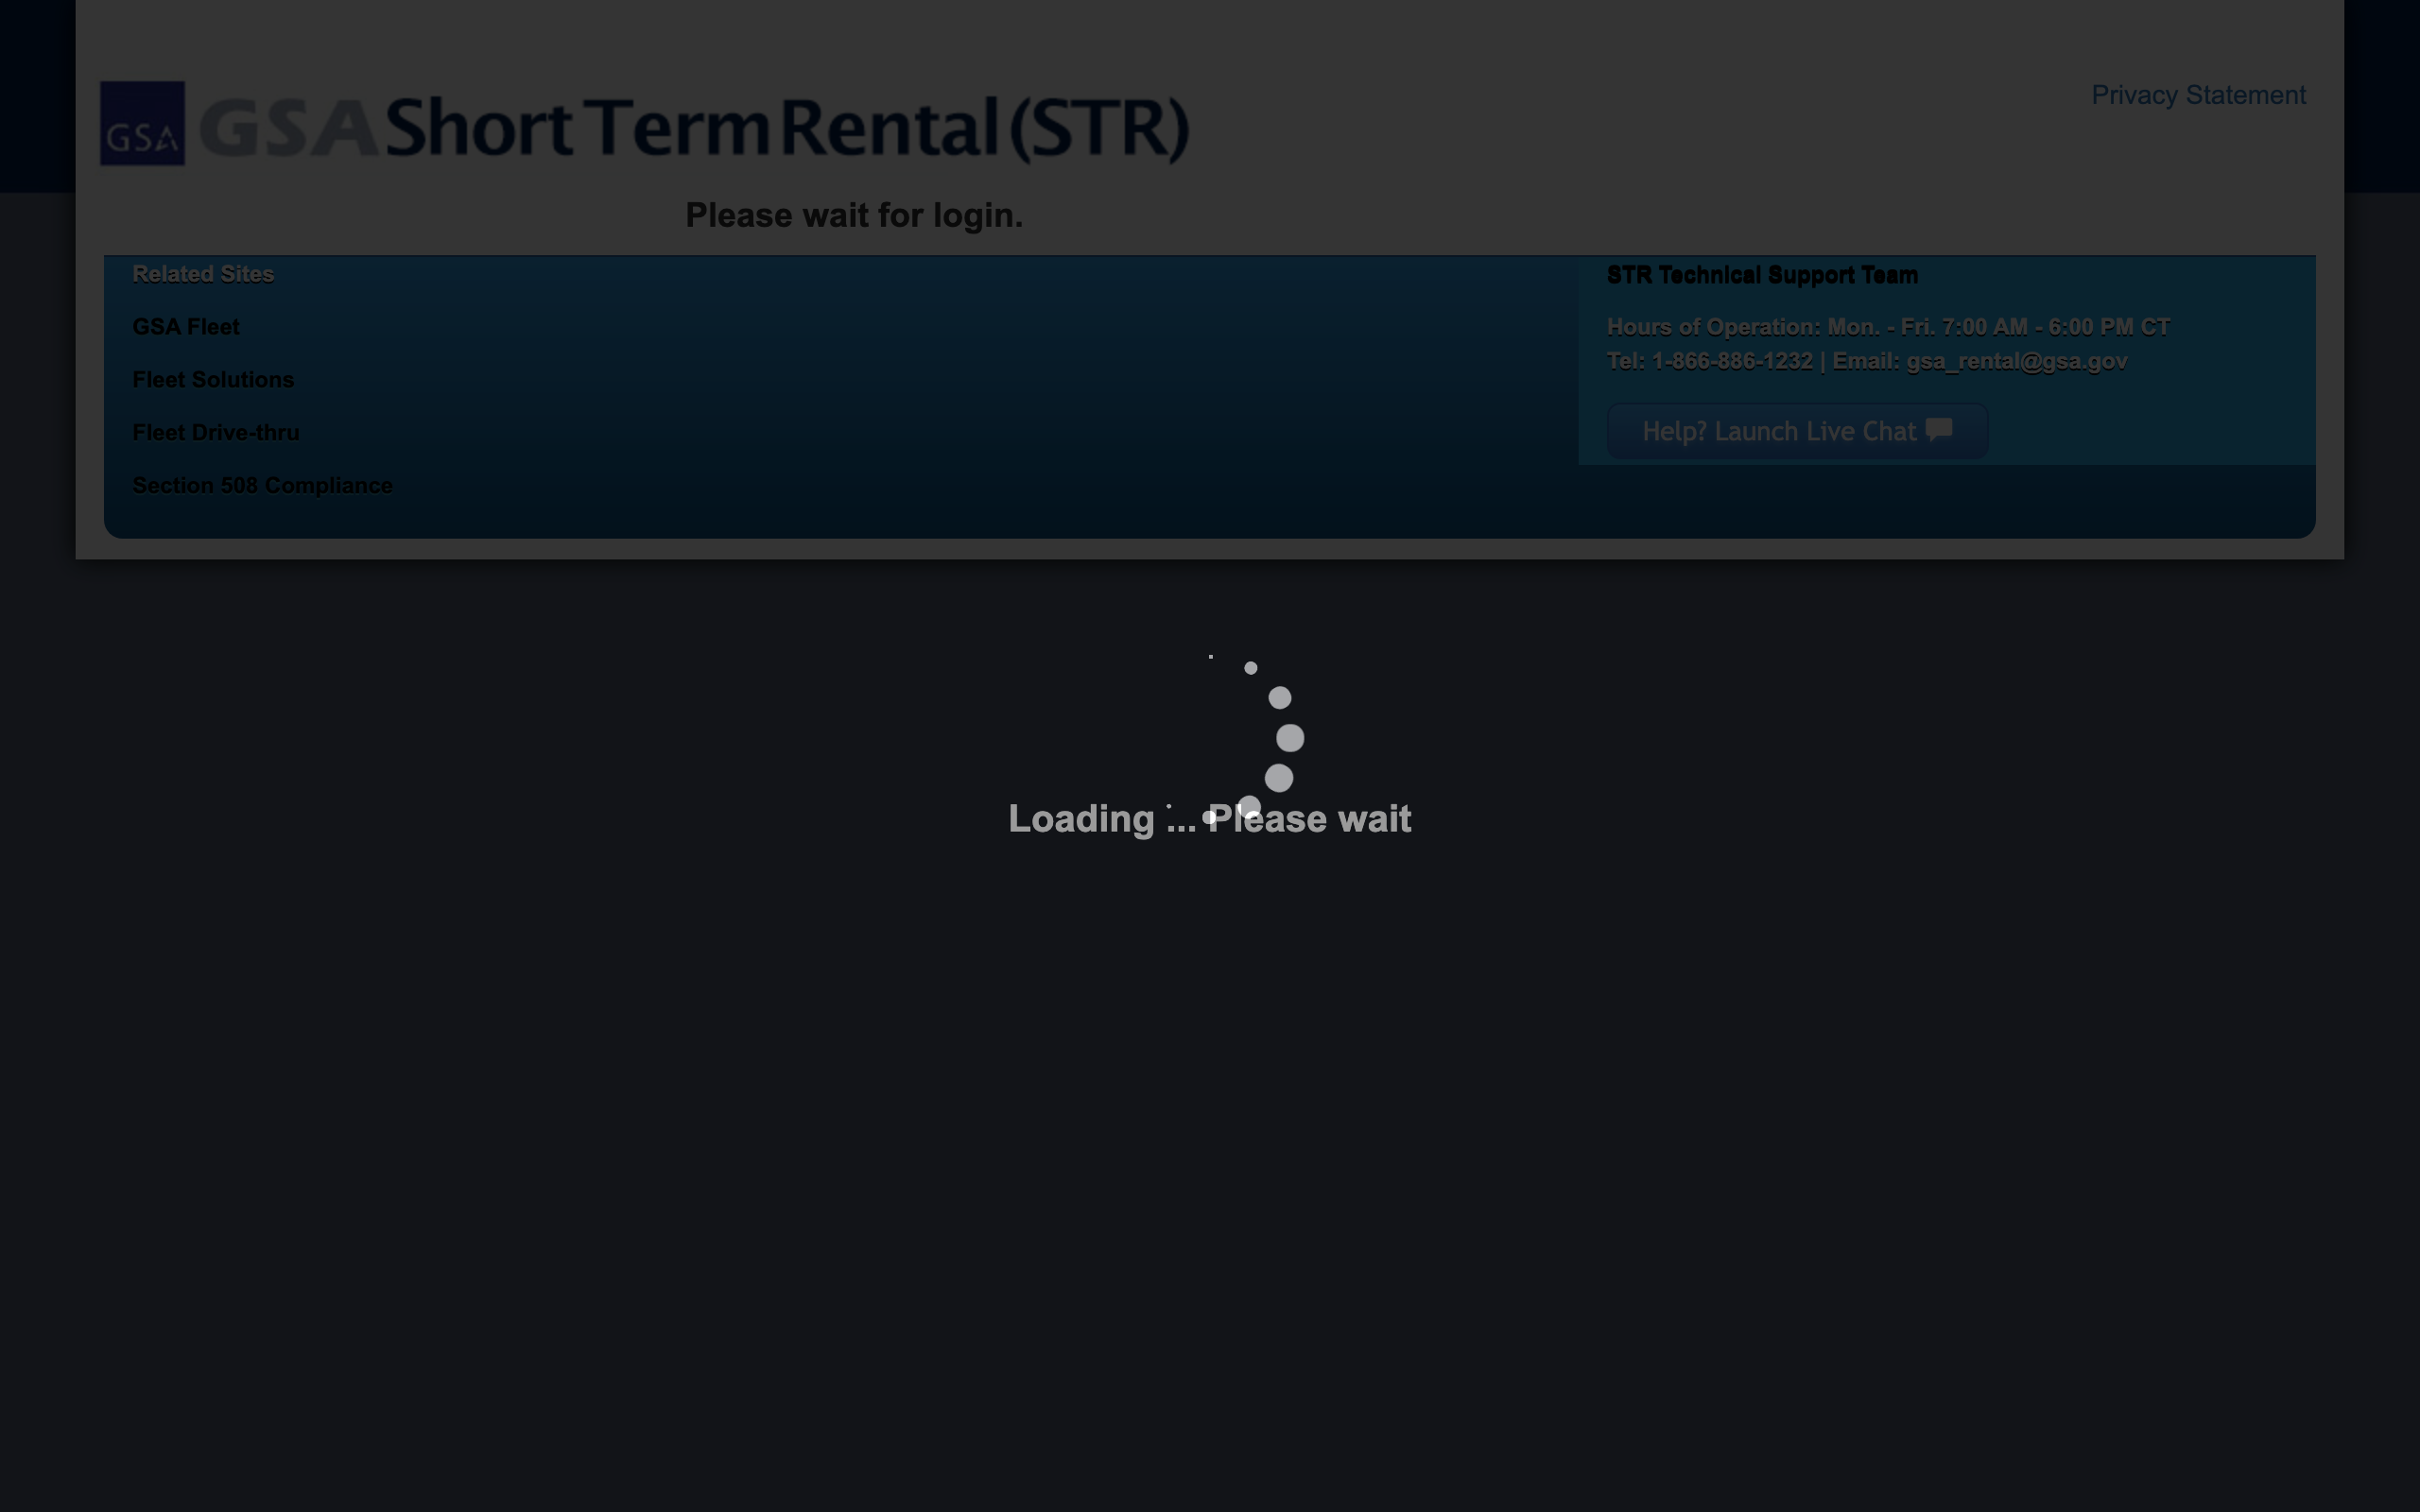 GSA GSA Short Term Rental (STR)
Privacy Statement
Please wait for login.
Related Sites
GSA Fleet
Fleet Solutions
Fleet Drive-thru
Section 508 Compliance
STR Technical Support Team
Hours of Operation: Mon. - Fri. 7:00 AM - 6:00 PM CT
Tel: 1-866-886-1232 | Email: gsa_rental@gsa.gov
Help? Launch Live Chat
Loading ... Please wait